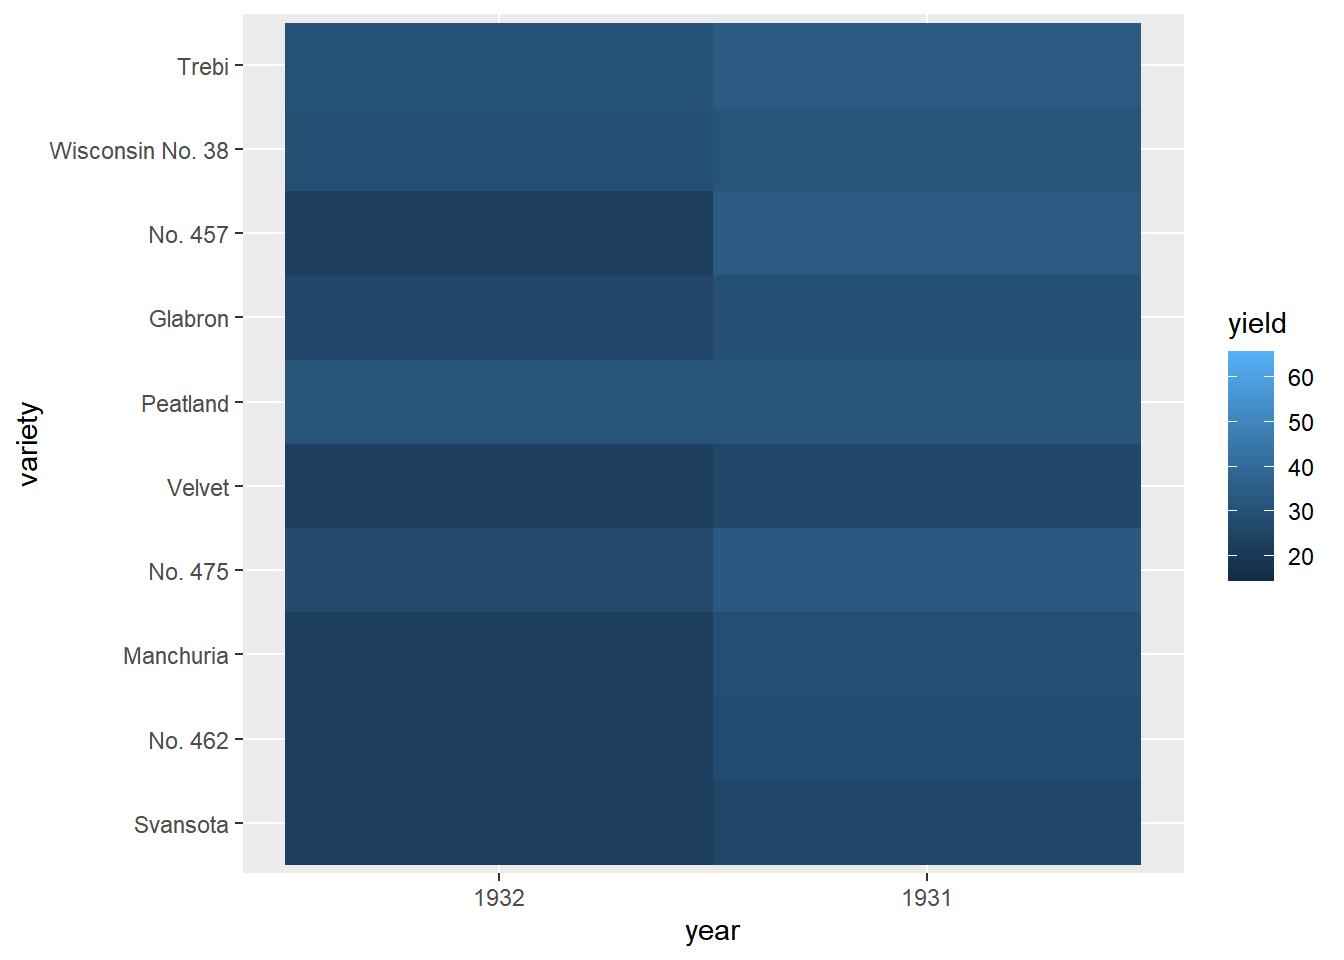 Trebi
Wisconsin No. 38
No. 457
Glabron
Peatland
Velvet
No. 475
Manchuria
No. 462
Svansota
variety
1932 1931
year
yield
60
50
40
30
20